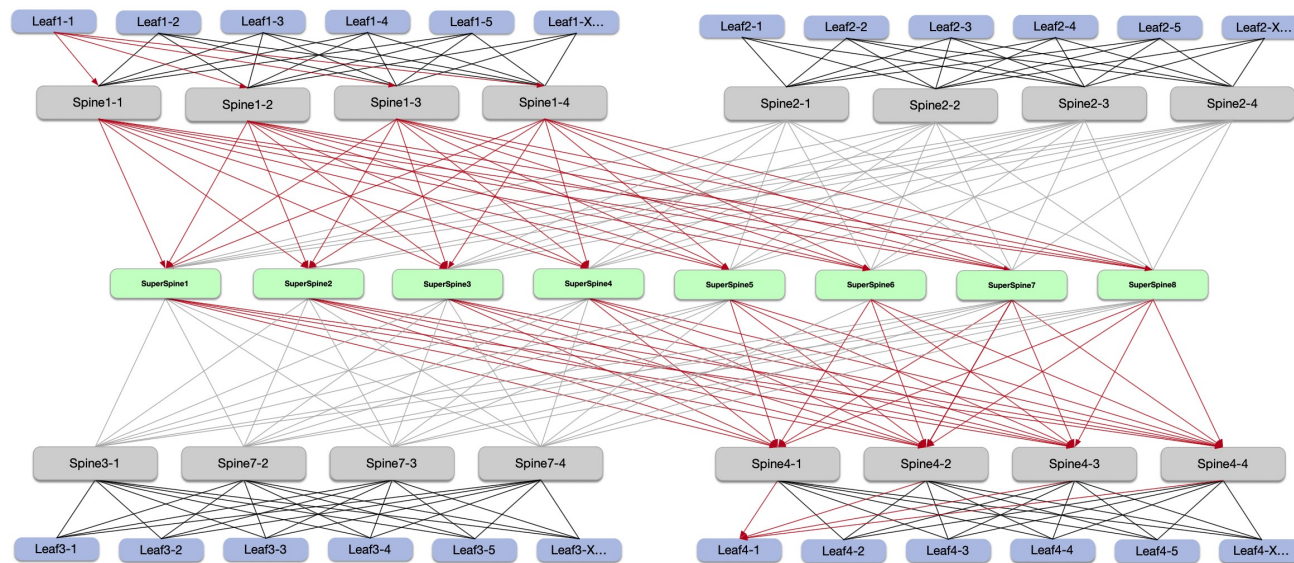 Leaf1-1 Leaf1-2 Leaf1-3 Leaf1-4 Leaf1-5 Leaf1-X...
Leaf2-1 Leaf2-2 Leaf2-3 Leaf2-4 Leaf2-5 Leaf2-X...
Spine1-1 Spine1-2 Spine1-3 Spine1-4
Spine2-1 Spine2-2 Spine2-3 Spine2-4
SuperSpine1 SuperSpine2 SuperSpine3 SuperSpine4 SuperSpine5 SuperSpine6 SuperSpine7 SuperSpine8
Spine3-1 Spine7-2 Spine7-3 Spine7-4
Spine4-1 Spine4-2 Spine4-3 Spine4-4
Leaf3-1 Leaf3-2 Leaf3-3 Leaf3-4 Leaf3-5 Leaf3-X...
Leaf4-1 Leaf4-2 Leaf4-3 Leaf4-4 Leaf4-5 Leaf4-X...